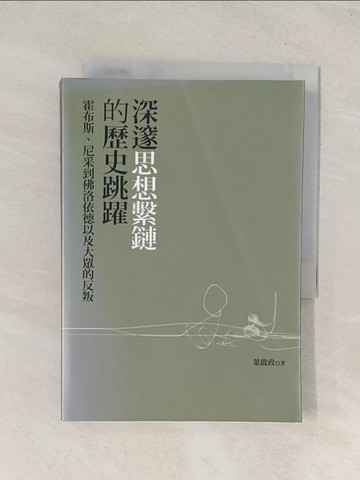 深邃思想繫鏈
的歷史跳躍
霍布斯、尼采到佛洛依德以及大眾的反叛
葉啟政◎著